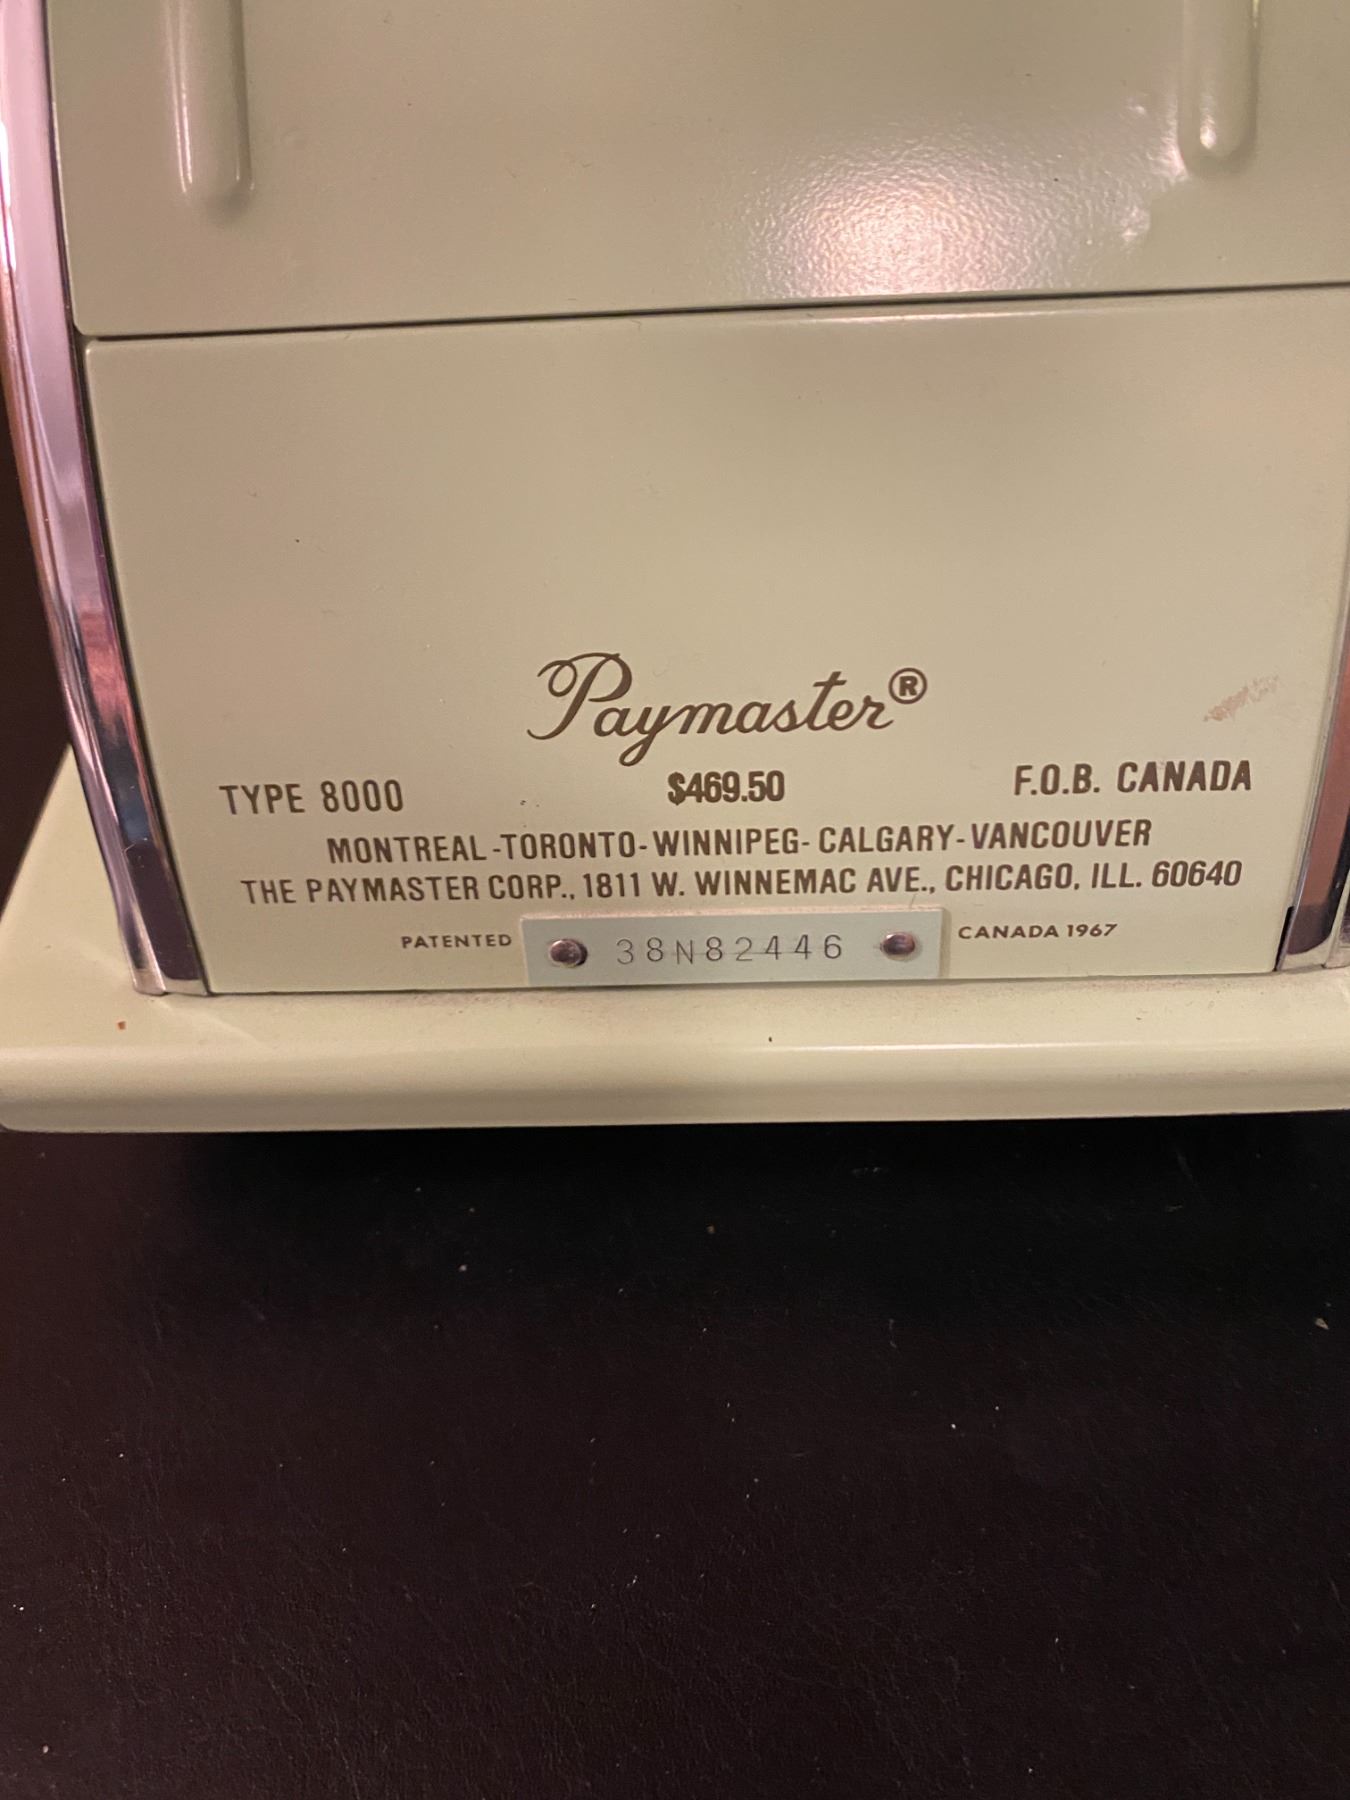 Paymaster®
TYPE 8000 $469.50 F.O.B. CANADA
MONTREAL-TORONTO-WINNIPEG-CALGARY-VANCOUVER
THE PAYMASTER CORP., 1811 W. WINNEMAC AVE., CHICAGO, ILL. 60640
PATENTED 38N82446 CANADA 1967